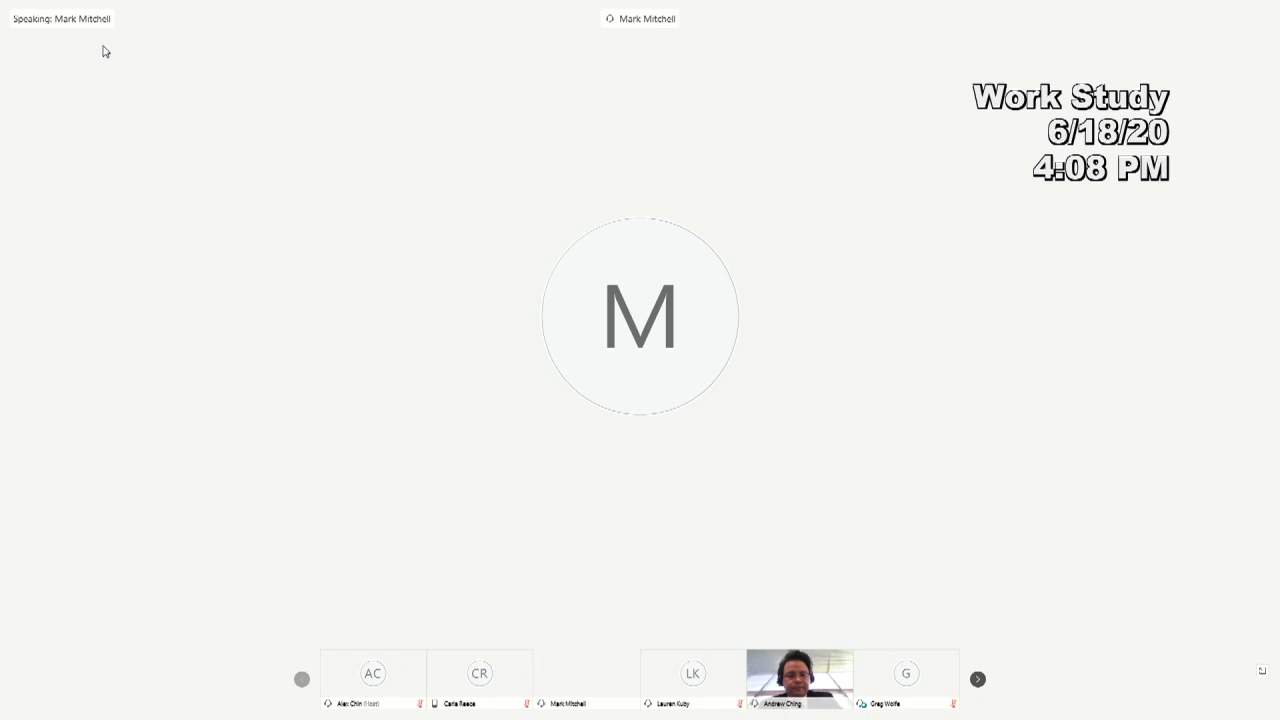 Speaking: Mark Mitchell
Mark Mitchell
Work Study
6/18/20
4:08 PM
M
AC
CR
LK
G
Alex Chin (Host)
Carla Reece
Mark Mitchell
Lauren Kuby
Andrew Ching
Greg Wolfe